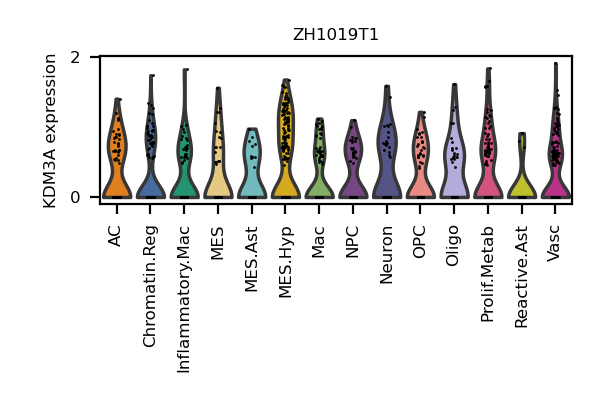 ZH1019T1
KDM3A expression
2
0
AC
Chromatin.Reg
Inflammatory.Mac
MES
MES.Ast
MES.Hyp
Mac
NPC
Neuron
OPC
Oligo
Prolif.Metab
Reactive.Ast
Vasc